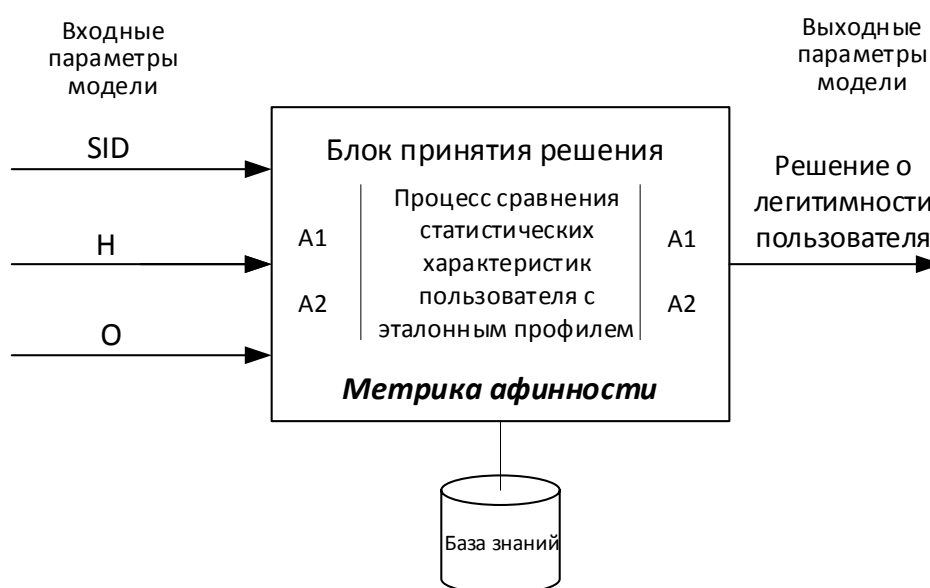 Входные
параметры
модели
Выходные
параметры
модели
SID
H
O
Блок принятия решения
A1
A2
Процесс сравнения
статистических
характеристик
пользователя с
эталонным профилем
A1
A2
Метрика афинности
Решение о
легитимности
пользователя
База знаний